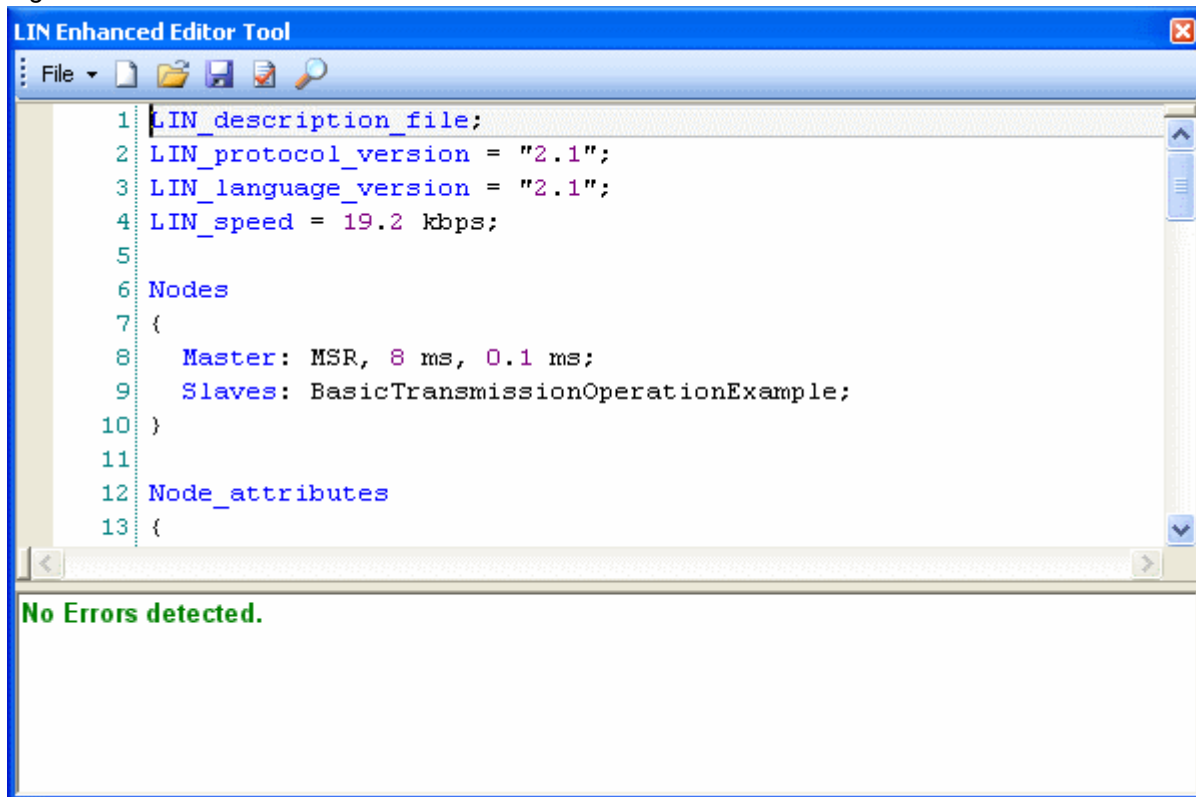 LIN Enhanced Editor Tool
File
1 LIN_description_file;
2 LIN_protocol_version = "2.1";
3 LIN_language_version = "2.1";
4 LIN_speed = 19.2 kbps;
5
6 Nodes
7 {
8 Master: MSR, 8 ms, 0.1 ms;
9 Slaves: BasicTransmissionOperationExample;
10 }
11
12 Node_attributes
13 {
No Errors detected.